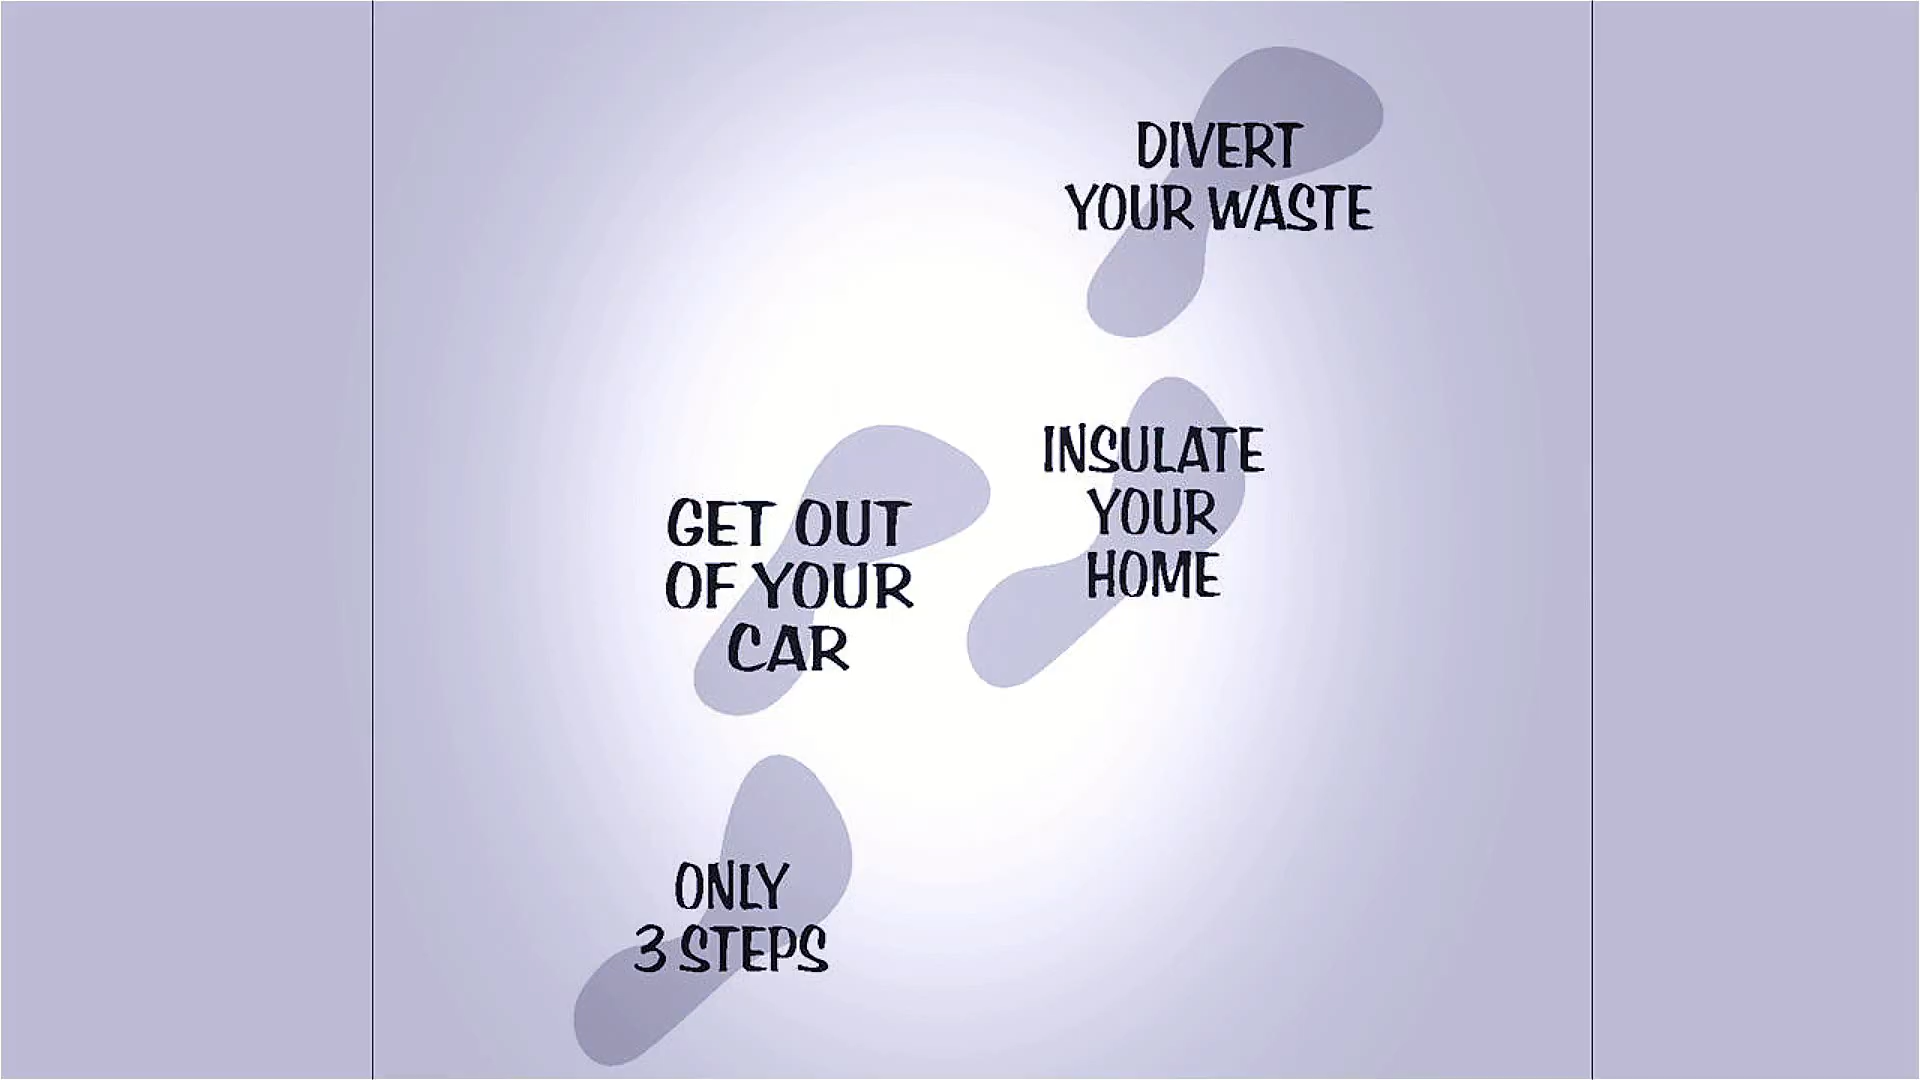 DIVERT
YOUR WASTE
INSULATE
YOUR
HOME
GET OUT
OF YOUR
CAR
ONLY
3 STEPS